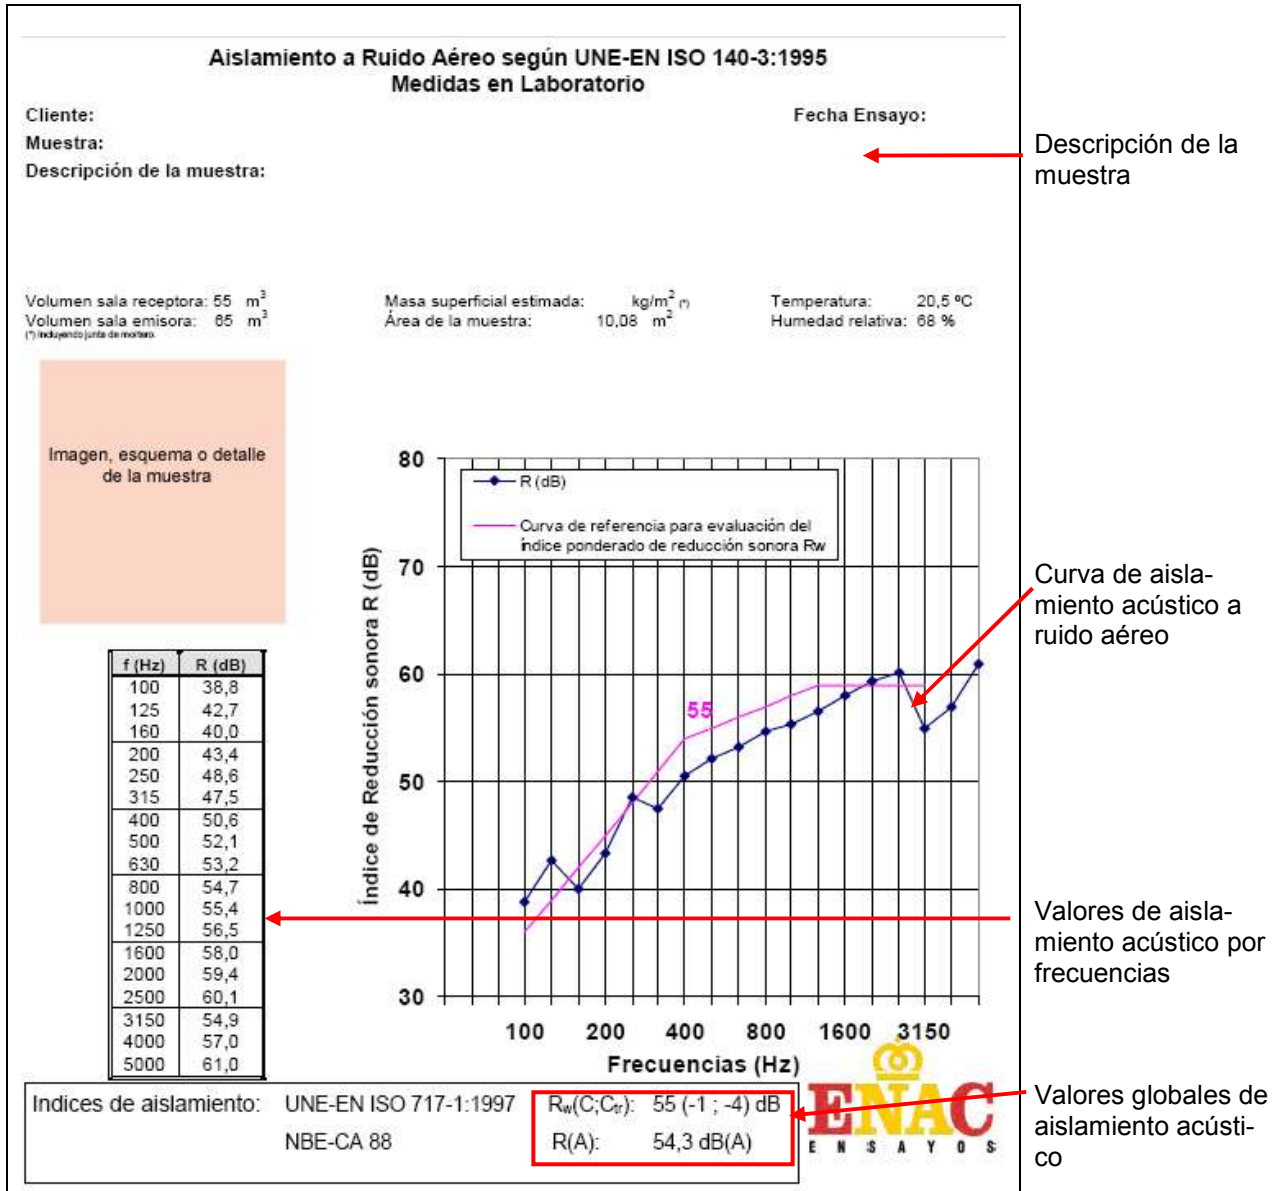 Aislamiento a Ruido Aéreo según UNE-EN ISO 140-3:1995
Medidas en Laboratorio
Cliente:
Fecha Ensayo:
Muestra:
Descripción de la muestra:
Descripción de la
muestra
Volumen sala receptora: 55 m³
Masa superficial estimada: kg/m² (*)
Temperatura: 20,5 ºC
Volumen sala emisora: 65 m³
Área de la muestra: 10,08 m²
Humedad relativa: 68 %
(*) Incluyendo junta de mortero.
Imagen, esquema o detalle
de la muestra
f (Hz) R (dB)
100 38,8
125 42,7
160 40,0
200 43,4
250 48,6
315 47,5
400 50,6
500 52,1
630 53,2
800 54,7
1000 55,4
1250 56,5
1600 58,0
2000 59,4
2500 60,1
3150 54,9
4000 57,0
5000 61,0
Índice de Reducción sonora R (dB)
80
70
60
50
40
30
R (dB)
Curva de referencia para evaluación del
índice ponderado de reducción sonora Rw
55
100 200 400 800 1600 3150
Frecuencias (Hz)
Curva de aisla-
miento acústico a
ruido aéreo
Valores de aisla-
miento acústico por
frecuencias
Indices de aislamiento: UNE-EN ISO 717-1:1997 Rw(C;Ctr): 55 (-1 ; -4) dB
NBE-CA 88 R(A): 54,3 dB(A)
ENAC
ENSAYOS
Valores globales de
aislamiento acústi-
co